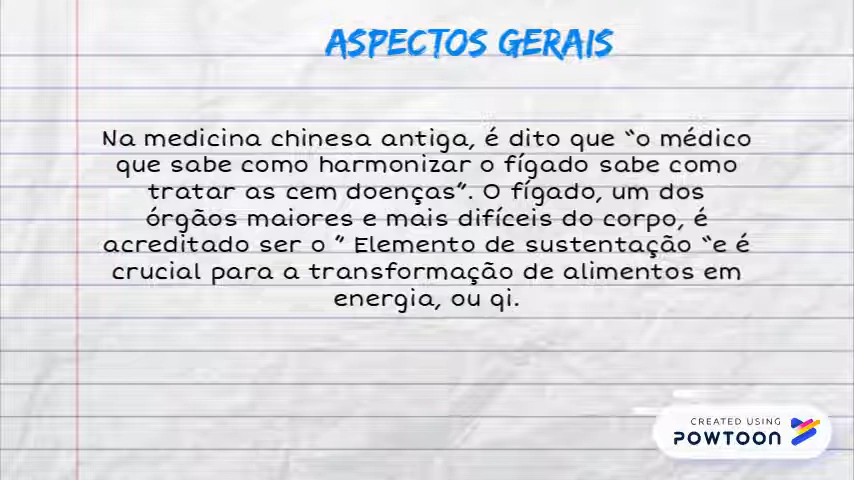 ASPECTOS GERAIS
Na medicina chinesa antiga, é dito que “o médico
que sabe como harmonizar o fígado sabe como
tratar as cem doenças”. O fígado, um dos
órgãos maiores e mais difíceis do corpo, é
acreditado ser o ” Elemento de sustentação “e é
crucial para a transformação de alimentos em
energia, ou qi.
CREATED USING
POWTOON